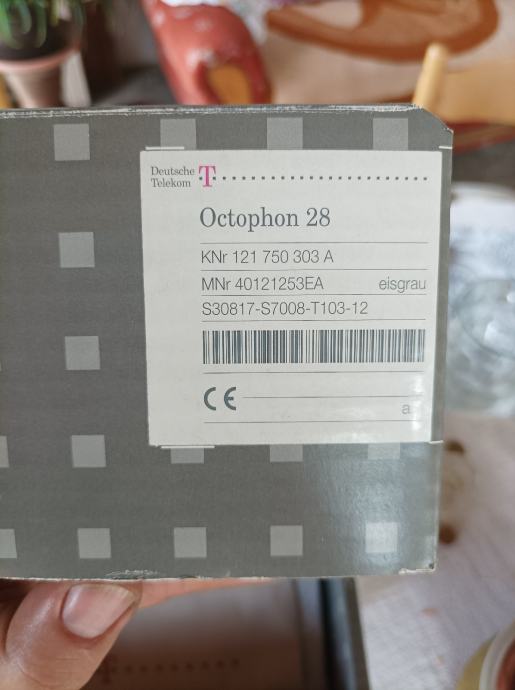 Deutsche
Telekom T
Octophon 28
KNr 121 750 303 A
MNr 40121253EA eisgrau
S30817-S7008-T103-12
CE
a